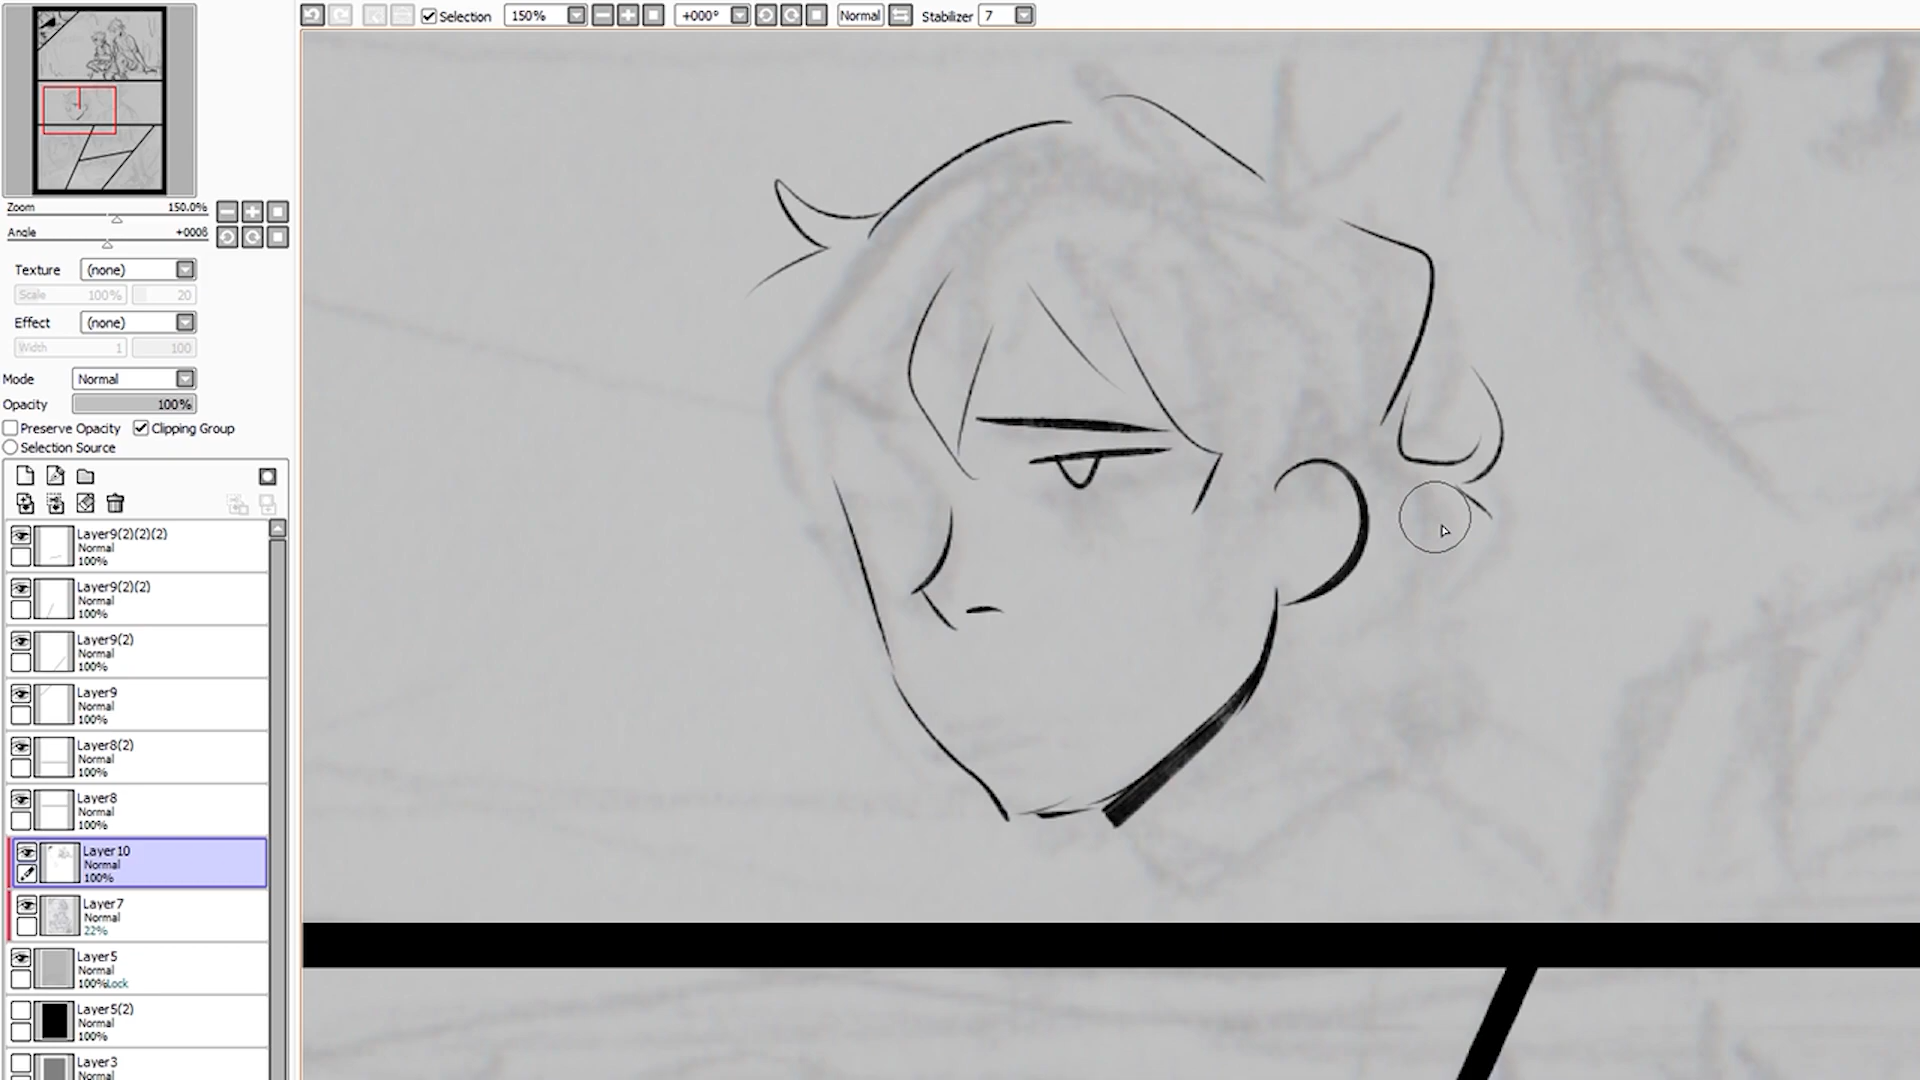 Selection 150% +000° Normal Stabilizer 7
Zoom 150.0%
Angle +0008
Texture (none)
Scale 100% 20
Effect (none)
Width 1 100
Mode Normal
Opacity 100%
Preserve Opacity Clipping Group
Selection Source
Layer9(2)(2)(2)
Normal
100%
Layer9(2)(2)
Normal
100%
Layer9(2)
Normal
100%
Layer9
Normal
100%
Layer8(2)
Normal
100%
Layer8
Normal
100%
Layer10
Normal
100%
Layer7
Normal
22%
Layer5
Normal
100%Lock
Layer5(2)
Normal
100%
Layer3
Normal